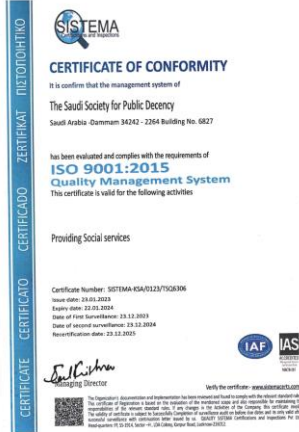 SISTEMA
Certifications and Inspections
CERTIFICATE OF CONFORMITY
It is confirm that the management system of
The Saudi Society for Public Decency
Saudi Arabia -Dammam 34242 - 2264 Building No. 6827
has been evaluated and complies with the requirements of
ISO 9001:2015
Quality Management System
This certificate is valid for the following activities
Providing Social services
Certificate Number: SISTEMA-KSA/0123/TSQ6306
Issue date: 23.01.2023
Expiry date: 22.01.2024
Date of First Surveillance: 23.12.2023
Date of second surveillance: 23.12.2024
Recertification date: 23.12.2025
IAF
IAS
ACCREDITED
Managing Director
Verify the certificate - www.sistemacerts.com
CERTIFICATE CERTIFICATO CERTIFICADO ZERTIFIKAT ΠΙΣΤΟΠΟΙΗΤΙΚΟ